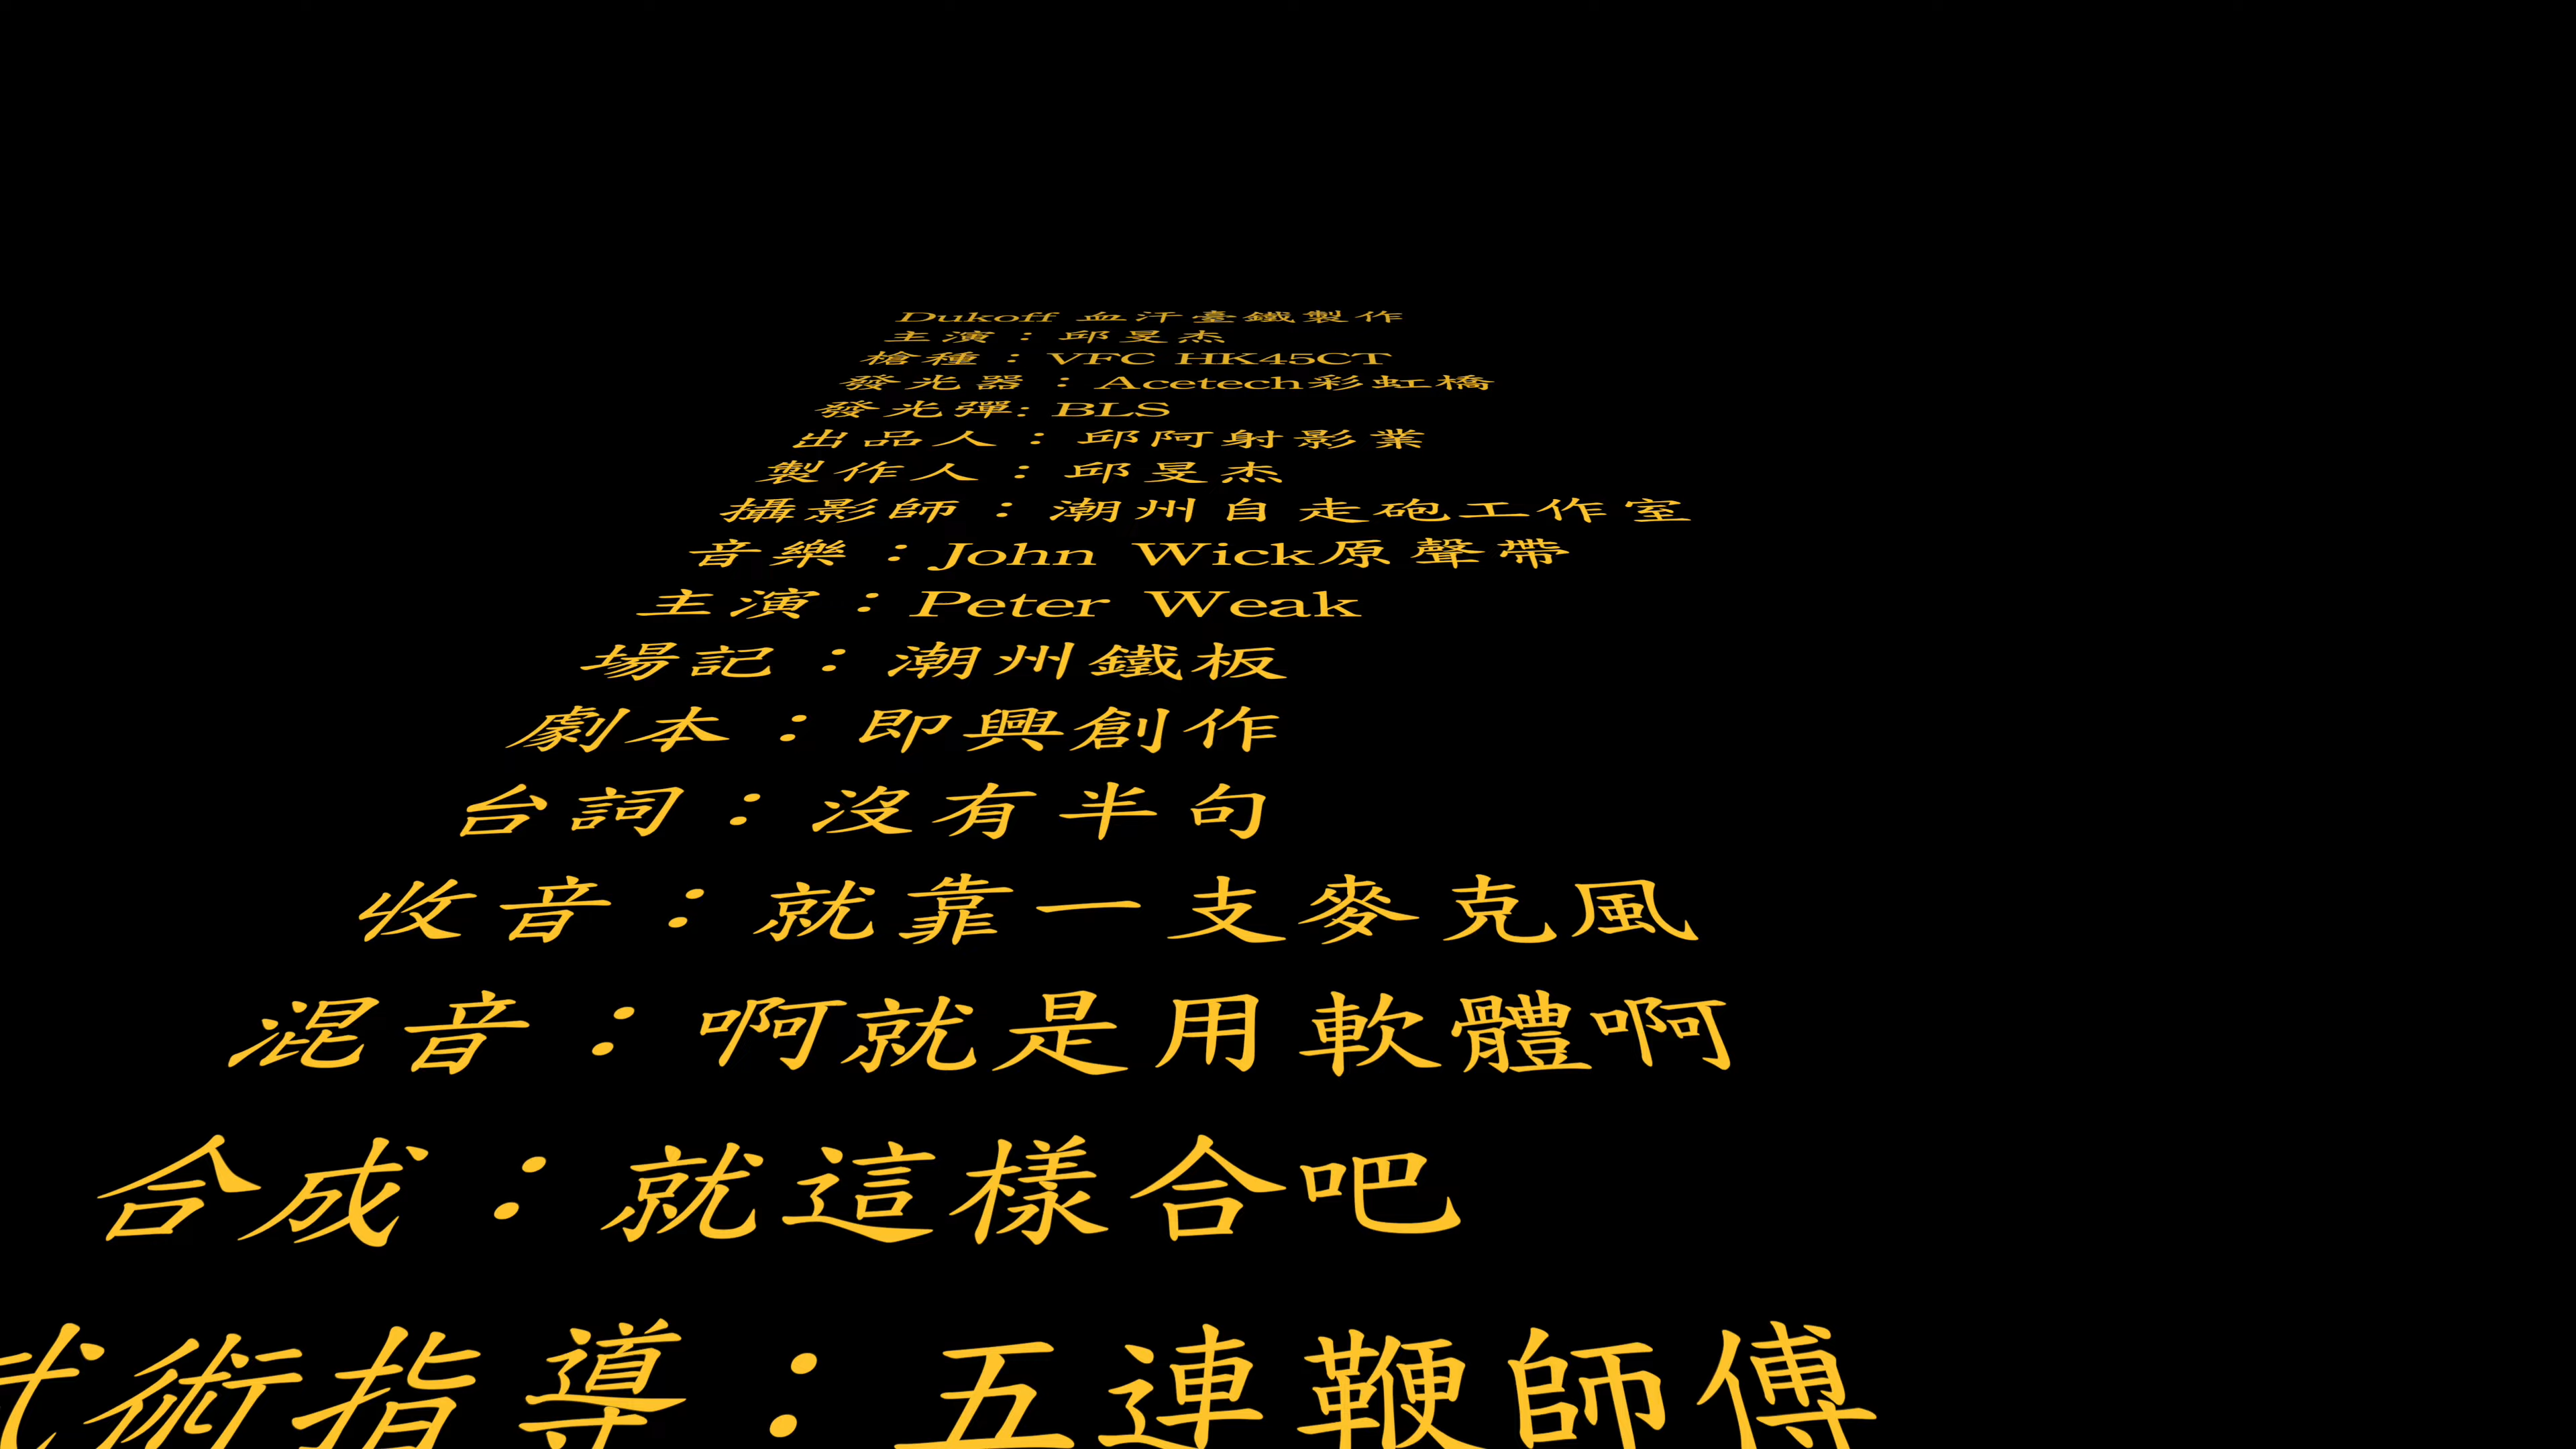 Dukoff 血汗臺鐵製作
主演：邱旻杰
槍種：VFC HK45CT
發光器：Acetech彩虹橋
發光彈: BLS
出品人：邱阿射影業
製作人：邱旻杰
攝影師：潮州自走砲工作室
音樂：John Wick原聲帶
主演：Peter Weak
場記：潮州鐵板
劇本：即興創作
台詞：沒有半句
收音：就靠一支麥克風
混音：啊就是用軟體啊
合成：就這樣合吧
武術指導：五連鞭師傅